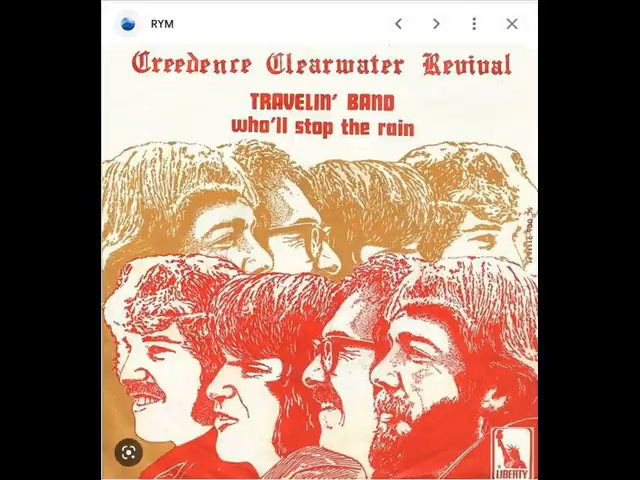 RYM
Creedence Clearwater Revival
TRAVELIN' BAND
who'll stop the rain
LIBERTY